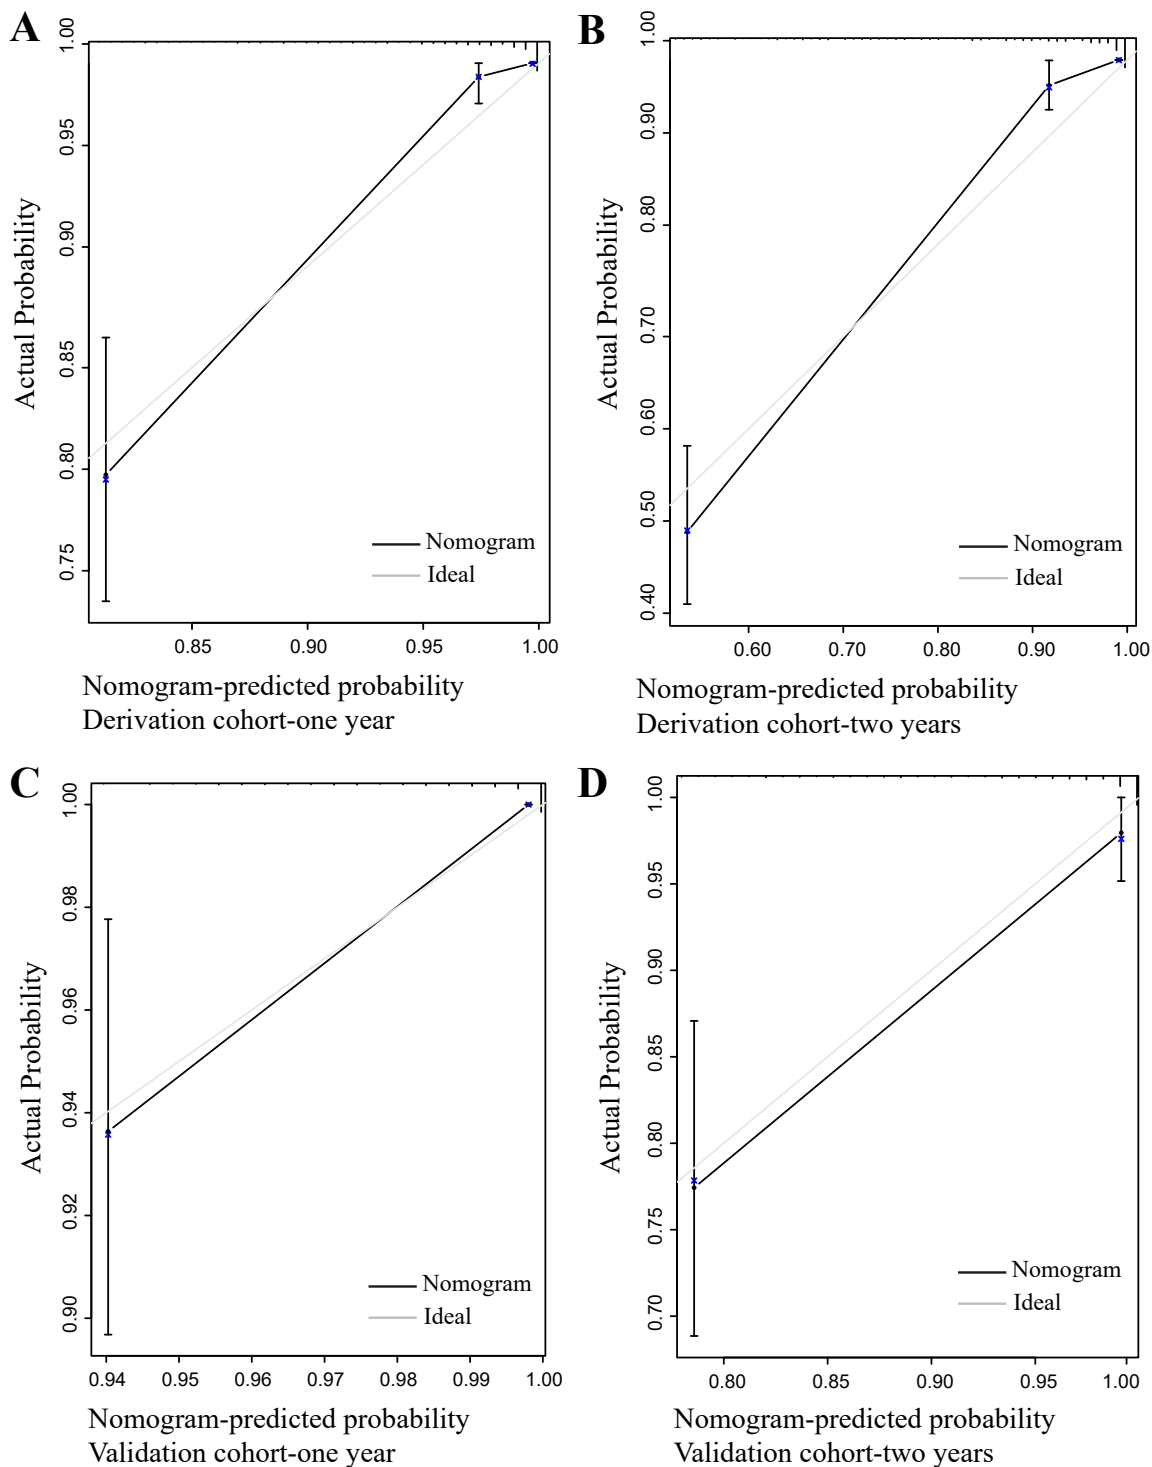 A
1.00
0.95
0.90
0.85
0.80
0.75
Actual Probability
Nomogram
Ideal
0.85 0.90 0.95 1.00
Nomogram-predicted probability
Derivation cohort-one year
B
1.00
0.90
0.80
0.70
0.60
0.50
0.40
Actual Probability
Nomogram
Ideal
0.60 0.70 0.80 0.90 1.00
Nomogram-predicted probability
Derivation cohort-two years
C
1.00
0.98
0.96
0.94
0.92
0.90
Actual Probability
Nomogram
Ideal
0.94 0.95 0.96 0.97 0.98 0.99 1.00
Nomogram-predicted probability
Validation cohort-one year
D
1.00
0.95
0.90
0.85
0.80
0.75
0.70
Actual Probability
Nomogram
Ideal
0.80 0.85 0.90 0.95 1.00
Nomogram-predicted probability
Validation cohort-two years